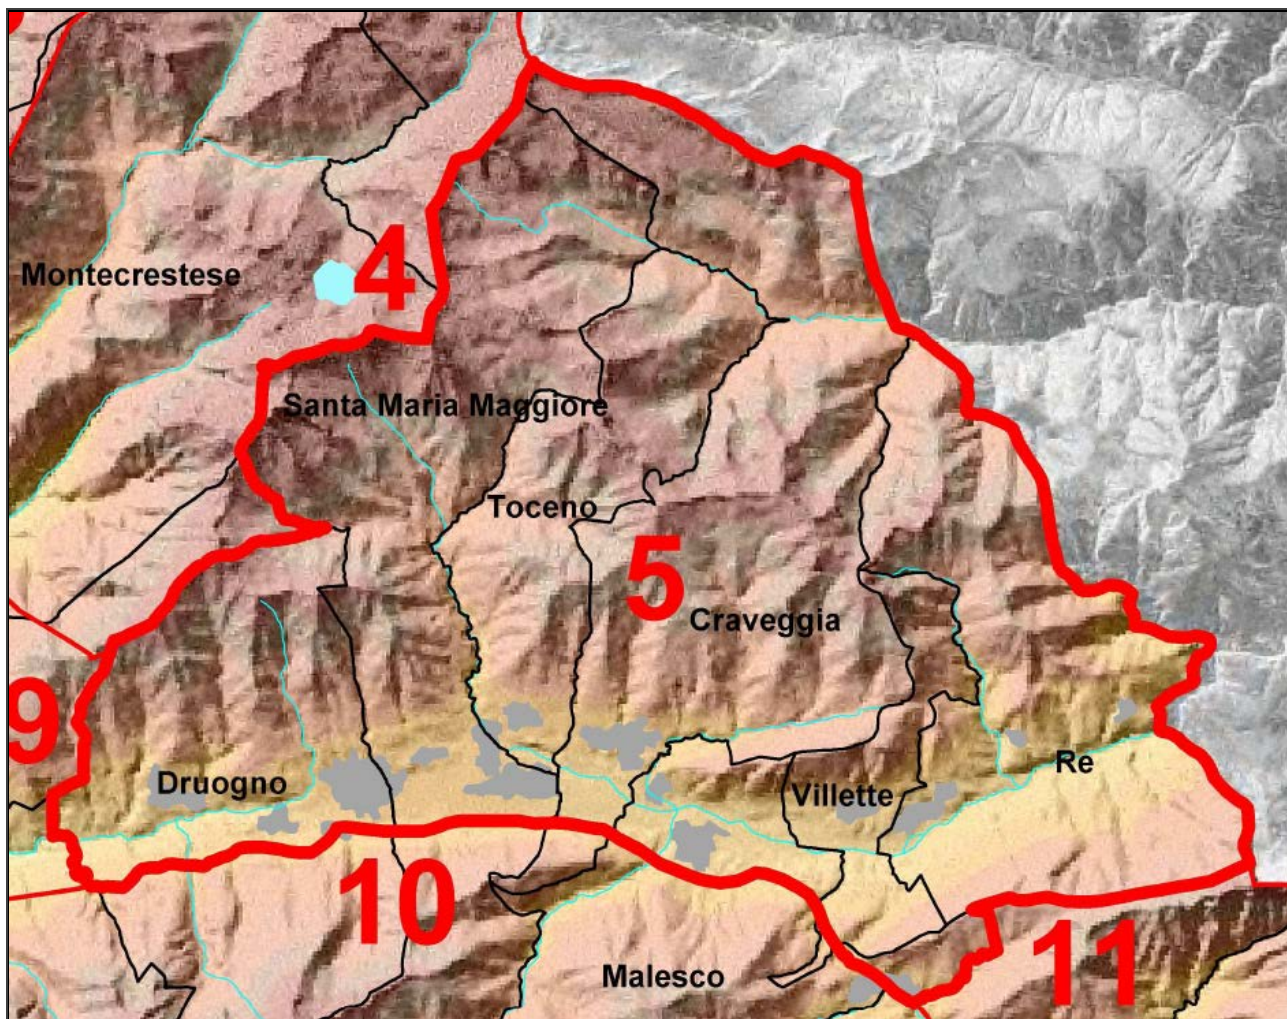 4
Montecrestese
Santa Maria Maggiore
Toceno
5
Craveggia
9
Druogno
Re
Villette
10
11
Malesco